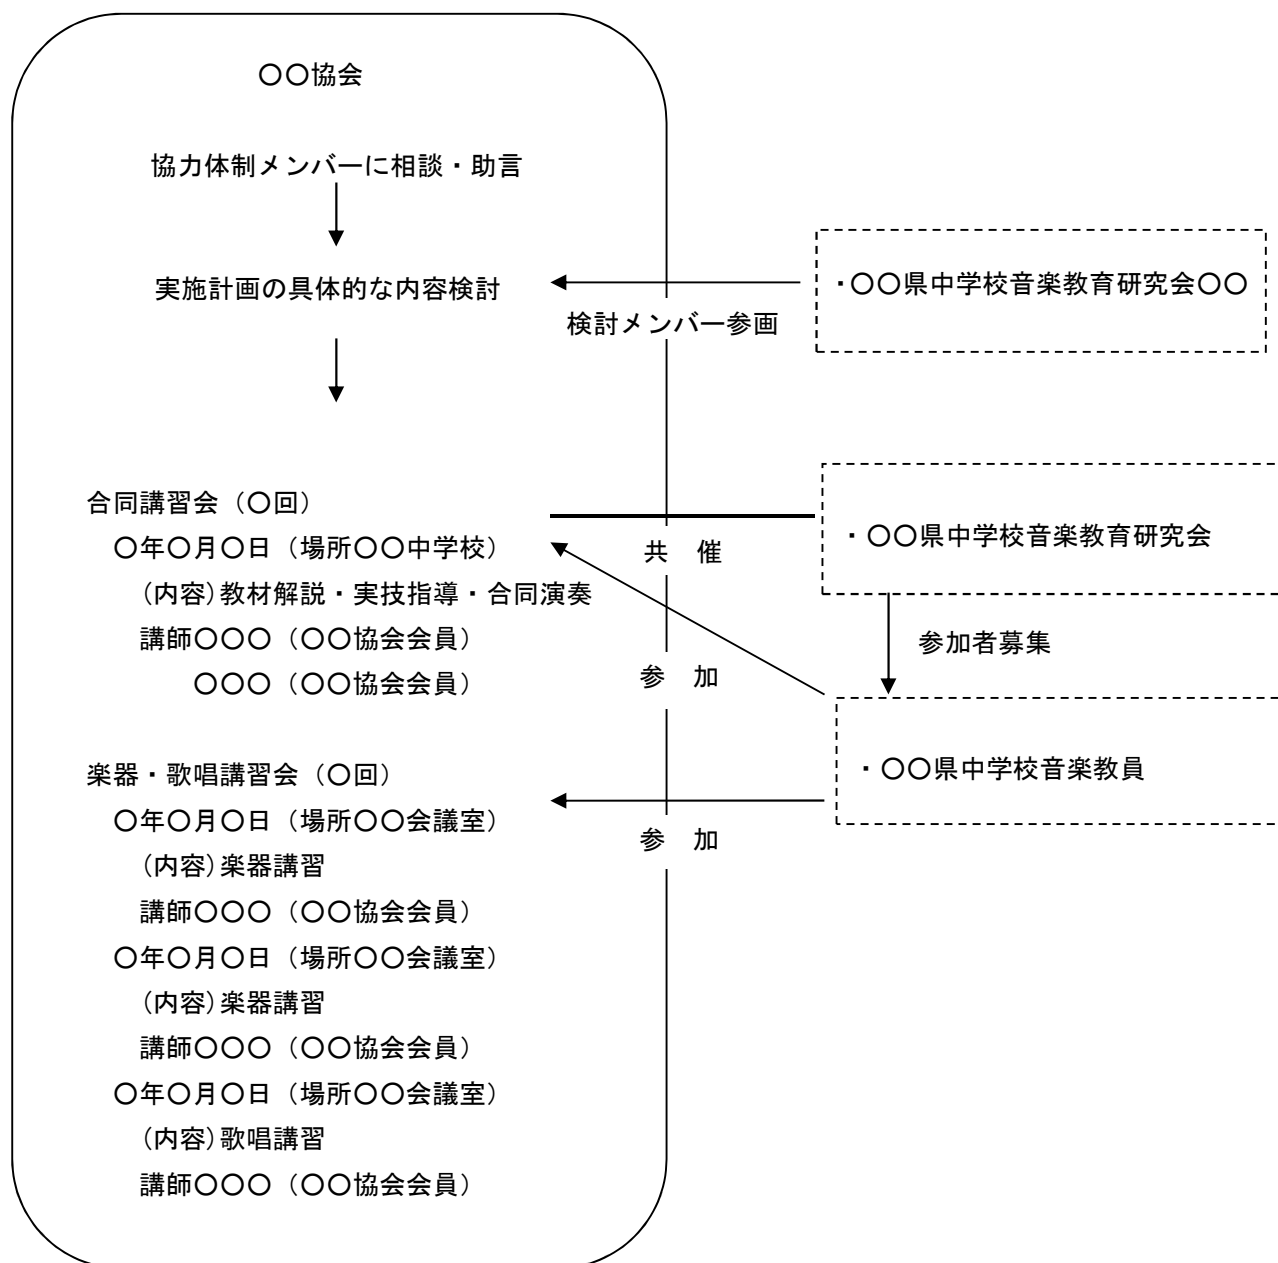 〇〇協会
協力体制メンバーに相談・助言
実施計画の具体的な内容検討
・〇〇県中学校音楽教育研究会〇〇
検討メンバー参画
合同講習会（〇回）
〇年〇月〇日（場所〇〇中学校）
（内容）教材解説・実技指導・合同演奏
講師〇〇〇（〇〇協会会員）
〇〇〇（〇〇協会会員）
共　催
・〇〇県中学校音楽教育研究会
参加者募集
参　加
・〇〇県中学校音楽教員
参　加
楽器・歌唱講習会（〇回）
〇年〇月〇日（場所〇〇会議室）
（内容）楽器講習
講師〇〇〇（〇〇協会会員）
〇年〇月〇日（場所〇〇会議室）
（内容）楽器講習
講師〇〇〇（〇〇協会会員）
〇年〇月〇日（場所〇〇会議室）
（内容）歌唱講習
講師〇〇〇（〇〇協会会員）